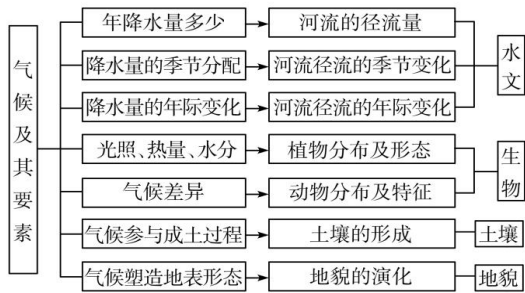 气候及其要素
年降水量多少
河流的径流量
降水量的季节分配
河流径流的季节变化
降水量的年际变化
河流径流的年际变化
水文
光照、热量、水分
植物分布及形态
气候差异
动物分布及特征
生物
气候参与成土过程
土壤的形成
土壤
气候塑造地表形态
地貌的演化
地貌